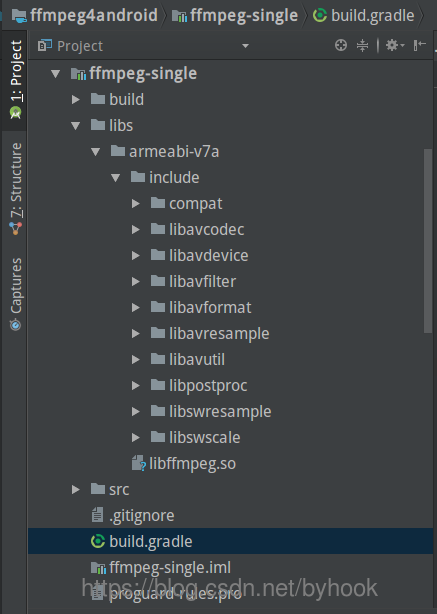 ffmpeg4android ffmpeg-single build.gradle
1: Project
7: Structure
Captures
Project
ffmpeg-single
build
libs
armeabi-v7a
include
compat
libavcodec
libavdevice
libavfilter
libavformat
libavresample
libavutil
libpostproc
libswresample
libswscale
libffmpeg.so
src
.gitignore
build.gradle
ffmpeg-single.iml
https://blog.csdn.net/byhook
proguard-rules.pro